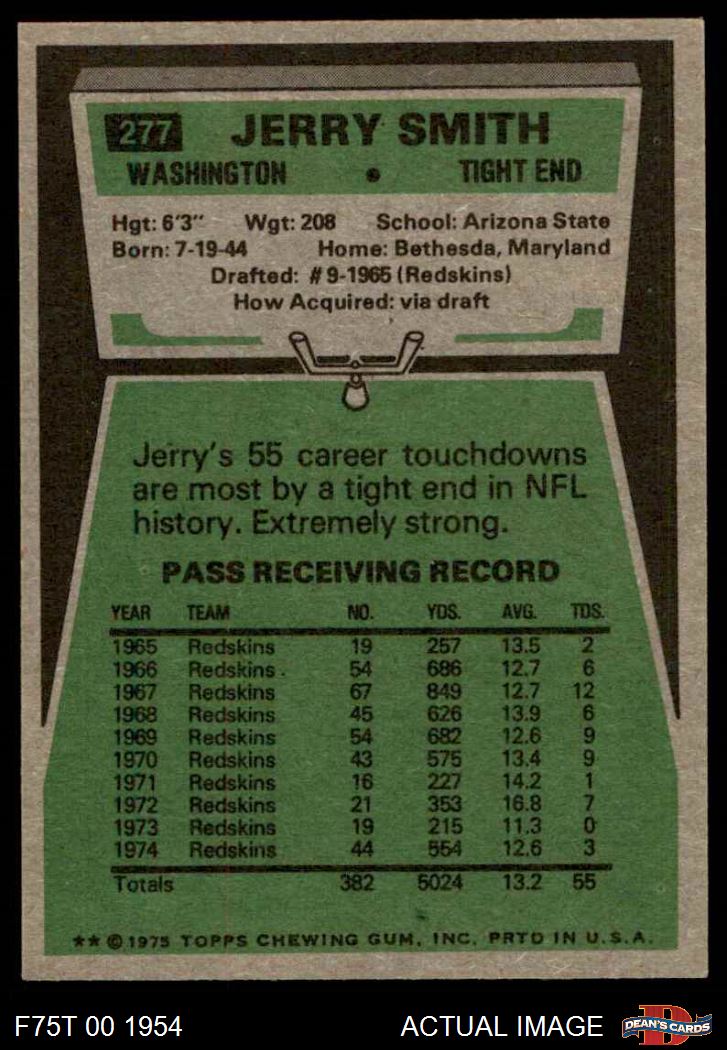 277 JERRY SMITH
WASHINGTON • TIGHT END
Hgt: 6'3" Wgt: 208 School: Arizona State
Born: 7-19-44 Home: Bethesda, Maryland
Drafted: #9-1965 (Redskins)
How Acquired: via draft
Jerry's 55 career touchdowns
are most by a tight end in NFL
history. Extremely strong.
PASS RECEIVING RECORD
YEAR TEAM NO. YDS. AVG. TDS.
1965 Redskins 19 257 13.5 2
1966 Redskins 54 686 12.7 6
1967 Redskins 67 849 12.7 12
1968 Redskins 45 626 13.9 6
1969 Redskins 54 682 12.6 9
1970 Redskins 43 575 13.4 9
1971 Redskins 16 227 14.2 1
1972 Redskins 21 353 16.8 7
1973 Redskins 19 215 11.3 0
1974 Redskins 44 554 12.6 3
Totals 382 5024 13.2 55
** © 1975 TOPPS CHEWING GUM, INC. PRTD IN U.S.A.
F75T 00 1954 ACTUAL IMAGE
D
DEAN'S CARDS